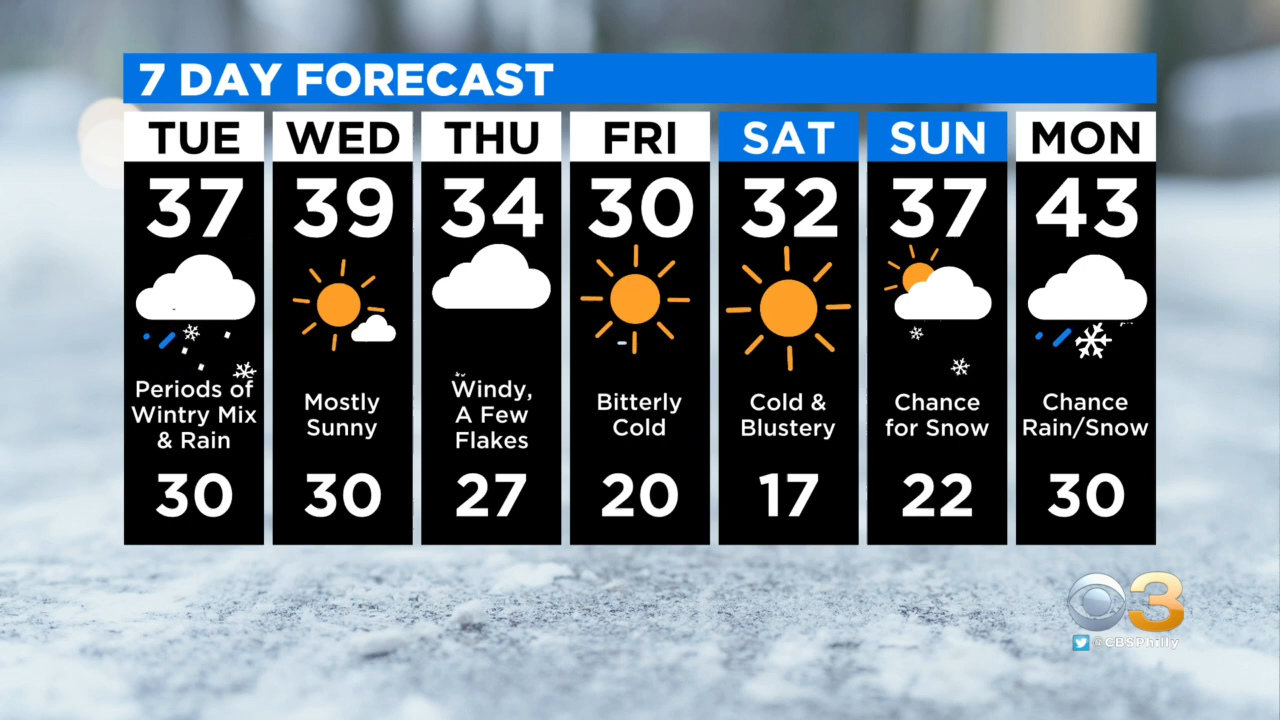 7 DAY FORECAST
TUE WED THU FRI SAT SUN MON
37 39 34 30 32 37 43
Periods of
Wintry Mix
& Rain
Mostly
Sunny
Windy,
A Few
Flakes
Bitterly
Cold
Cold &
Blustery
Chance
for Snow
Chance
Rain/Snow
30 30 27 20 17 22 30
3
@CBSPhilly